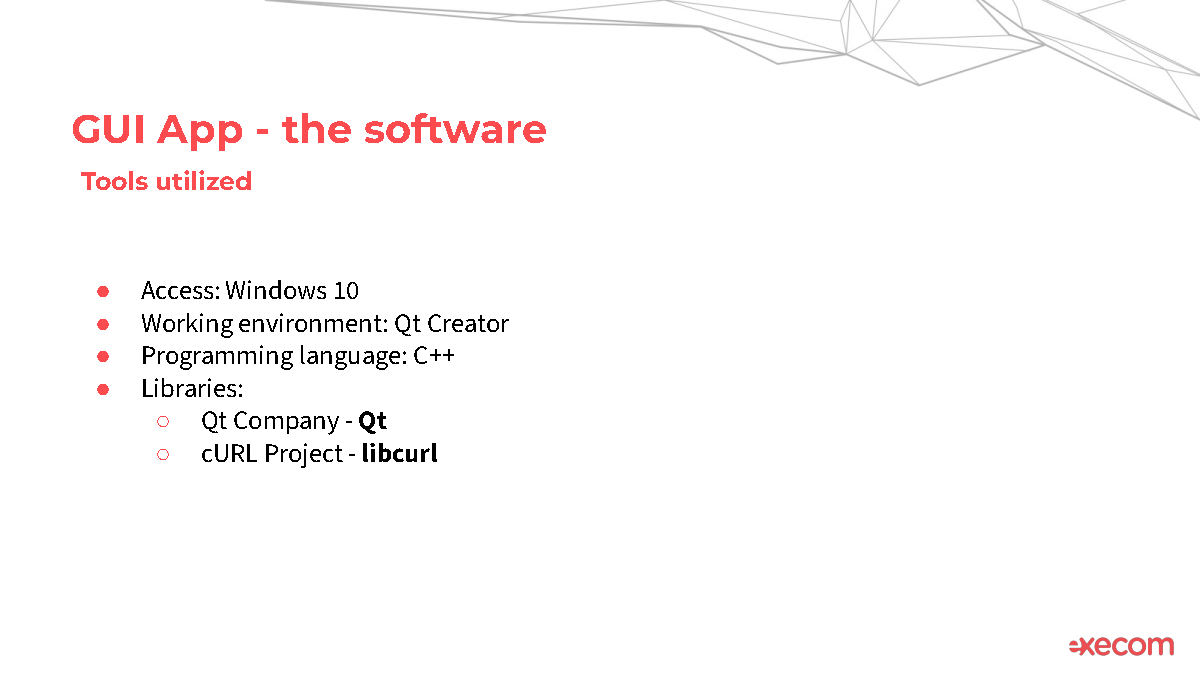 GUI App - the software
Tools utilized
● Access: Windows 10
● Working environment: Qt Creator
● Programming language: C++
● Libraries:
○ Qt Company - Qt
○ cURL Project - libcurl
execom